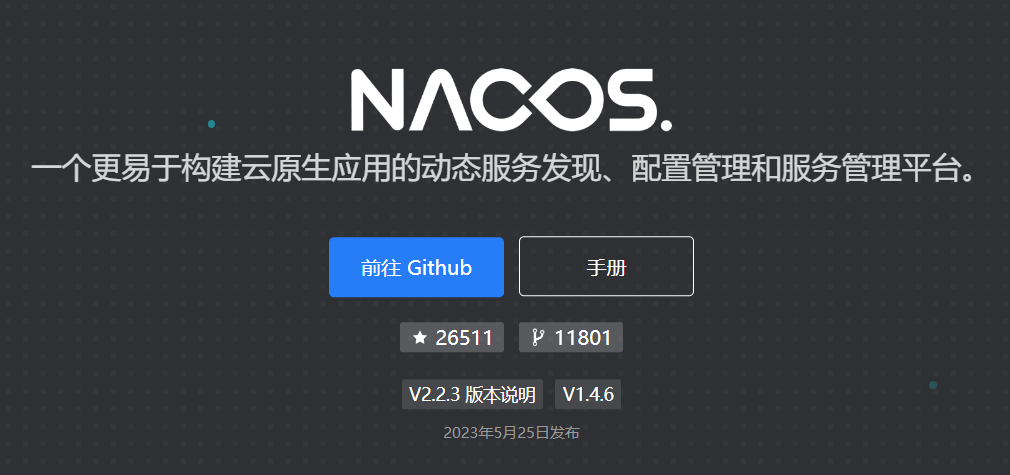 NACOS.
一个更易于构建云原生应用的动态服务发现、配置管理和服务管理平台。
前往 Github
手册
26511
11801
V2.2.3 版本说明
V1.4.6
2023年5月25日发布